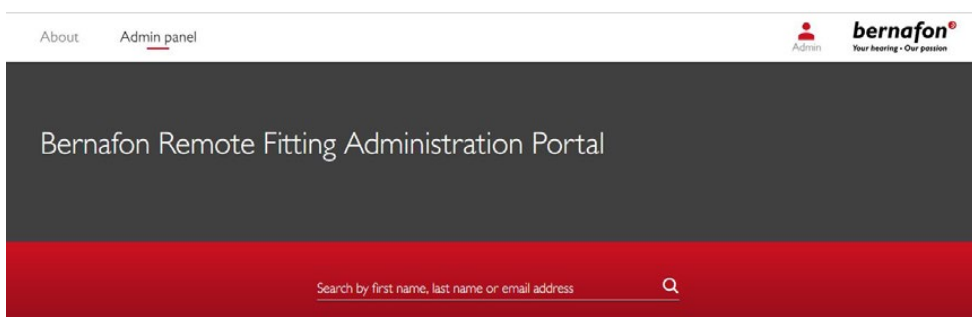 About Admin panel
Admin
bernafon®
Your hearing • Our passion
Bernafon Remote Fitting Administration Portal
Search by first name, last name or email address